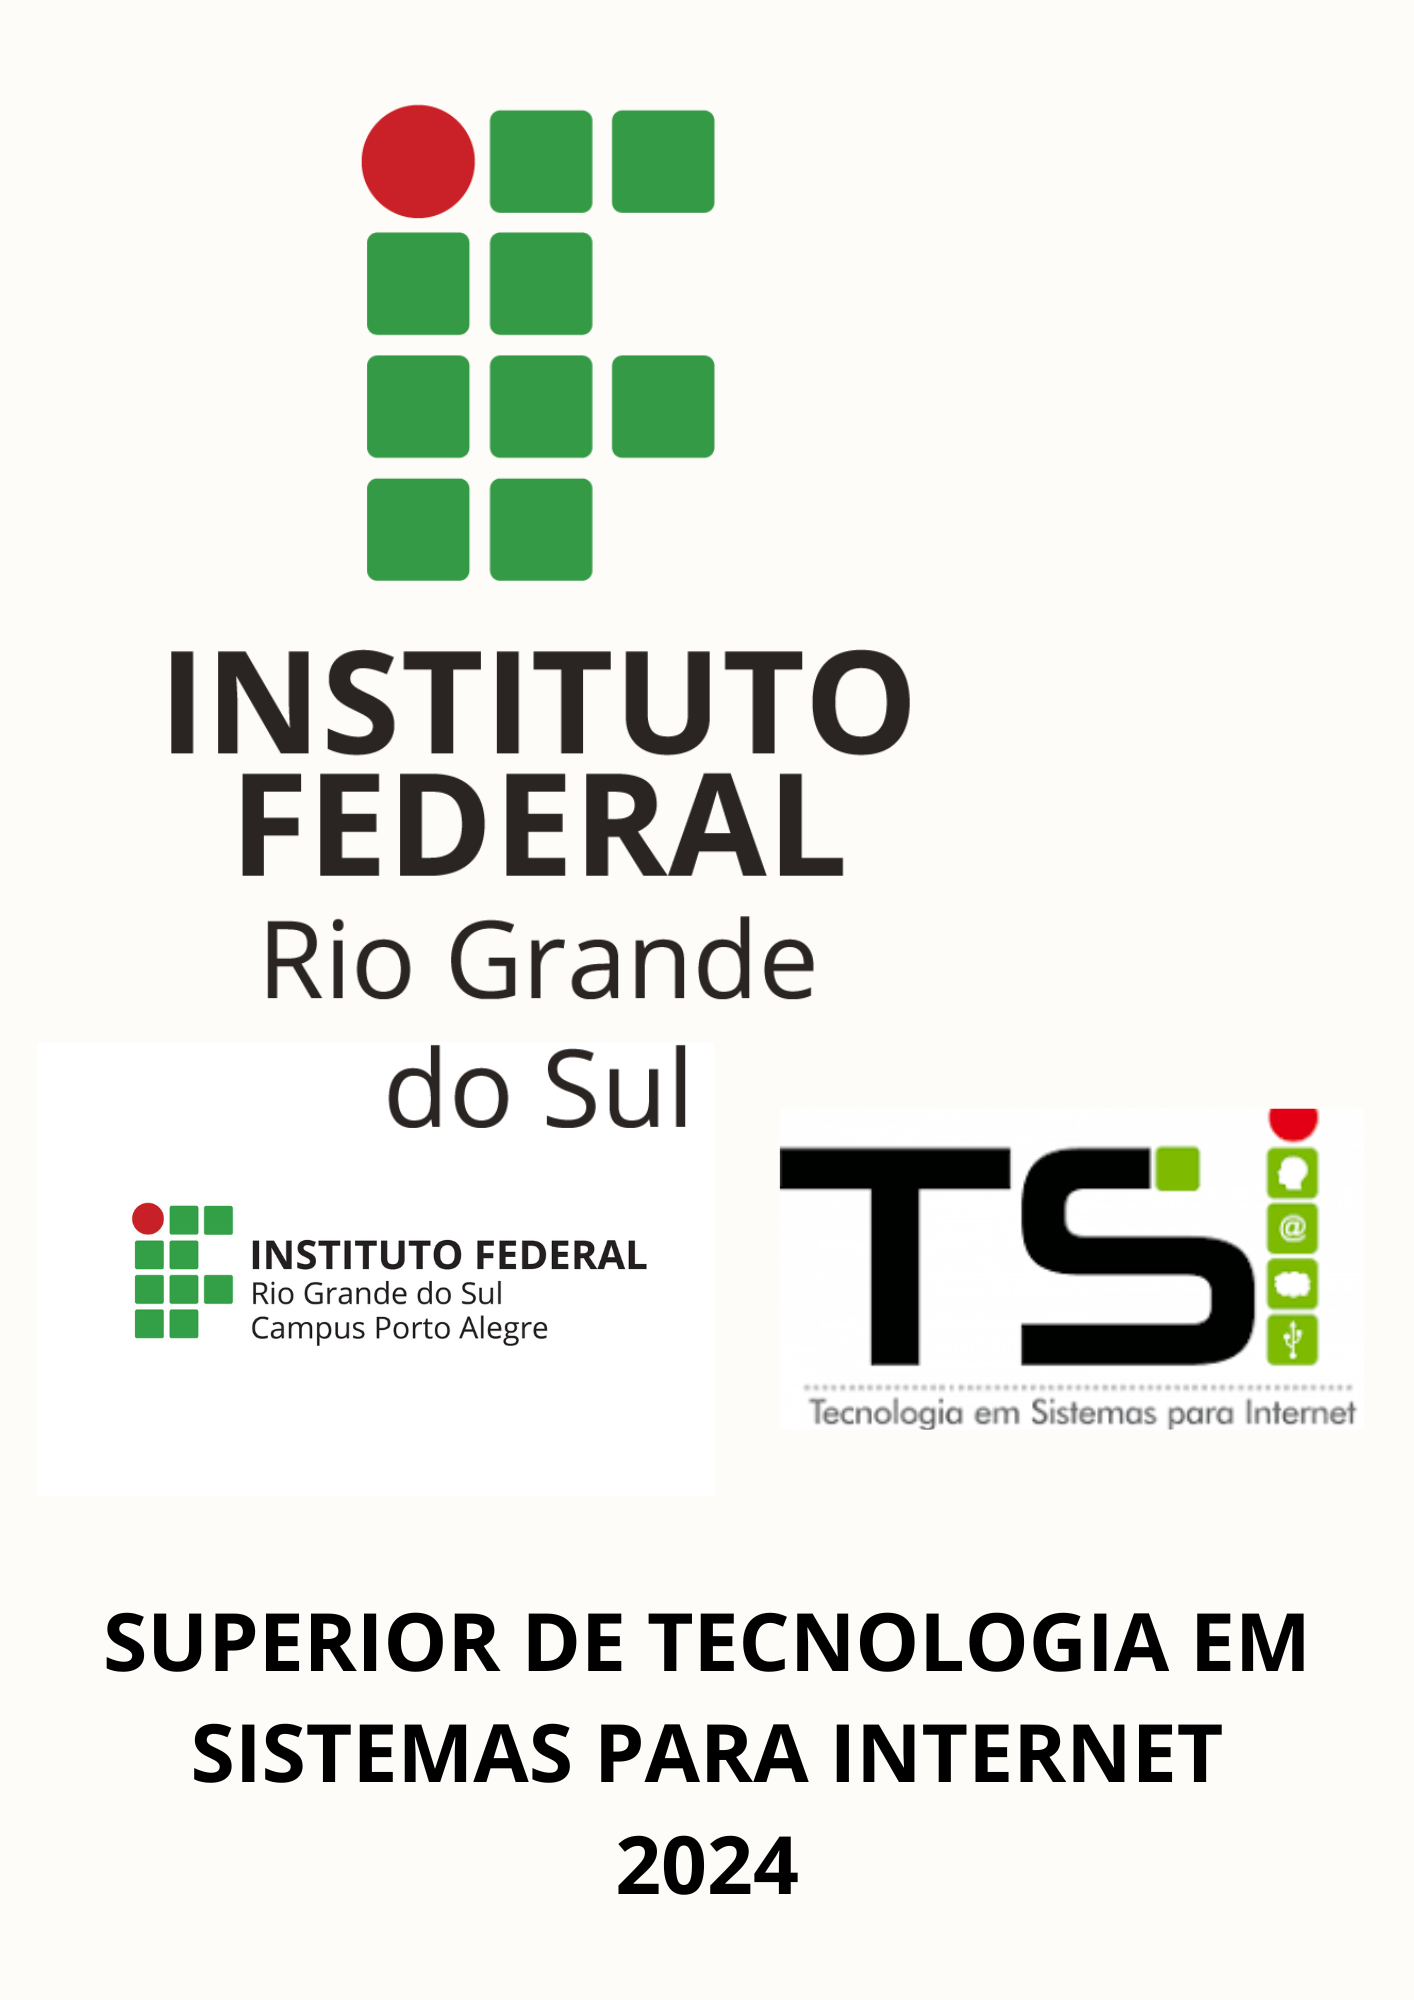 INSTITUTO
FEDERAL
Rio Grande
do Sul
INSTITUTO FEDERAL
Rio Grande do Sul
Campus Porto Alegre
TSi
@
Tecnologia em Sistemas para Internet
SUPERIOR DE TECNOLOGIA EM
SISTEMAS PARA INTERNET
2024